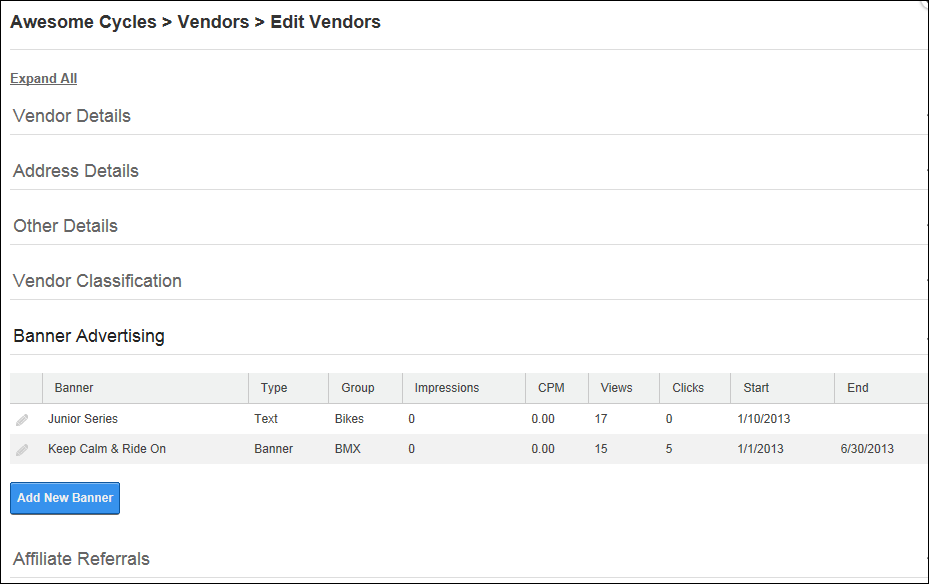 Awesome Cycles > Vendors > Edit Vendors
Expand All
Vendor Details
Address Details
Other Details
Vendor Classification
Banner Advertising
Banner Type Group Impressions CPM Views Clicks Start End
Junior Series Text Bikes 0 0.00 17 0 1/10/2013
Keep Calm & Ride On Banner BMX 0 0.00 15 5 1/1/2013 6/30/2013
Add New Banner
Affiliate Referrals